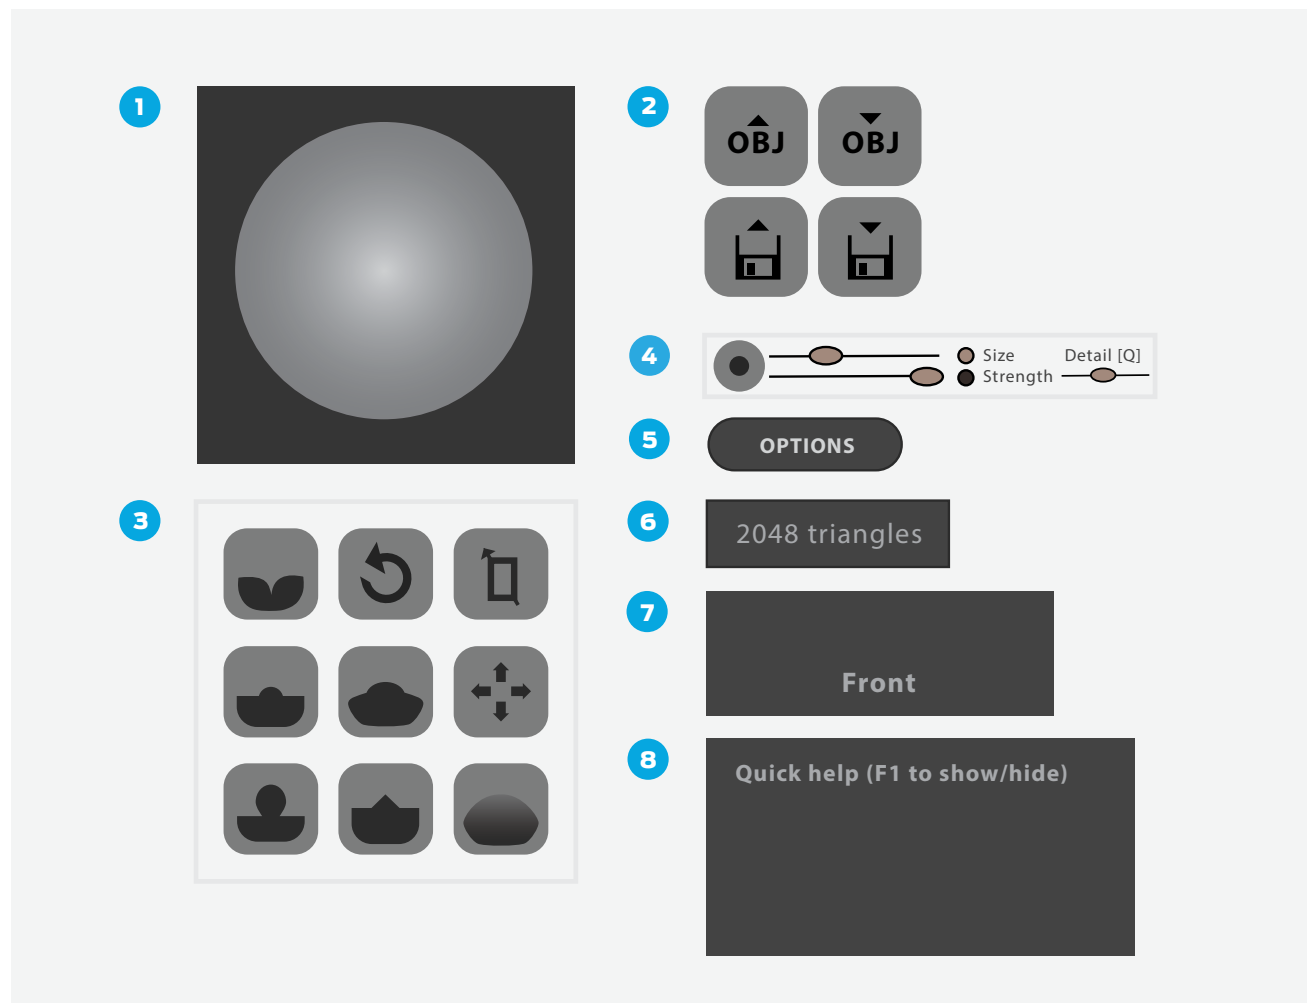 1
2
OBJ OBJ
4
Size Detail [Q]
Strength
5
OPTIONS
3
6
2048 triangles
7
Front
8
Quick help (F1 to show/hide)